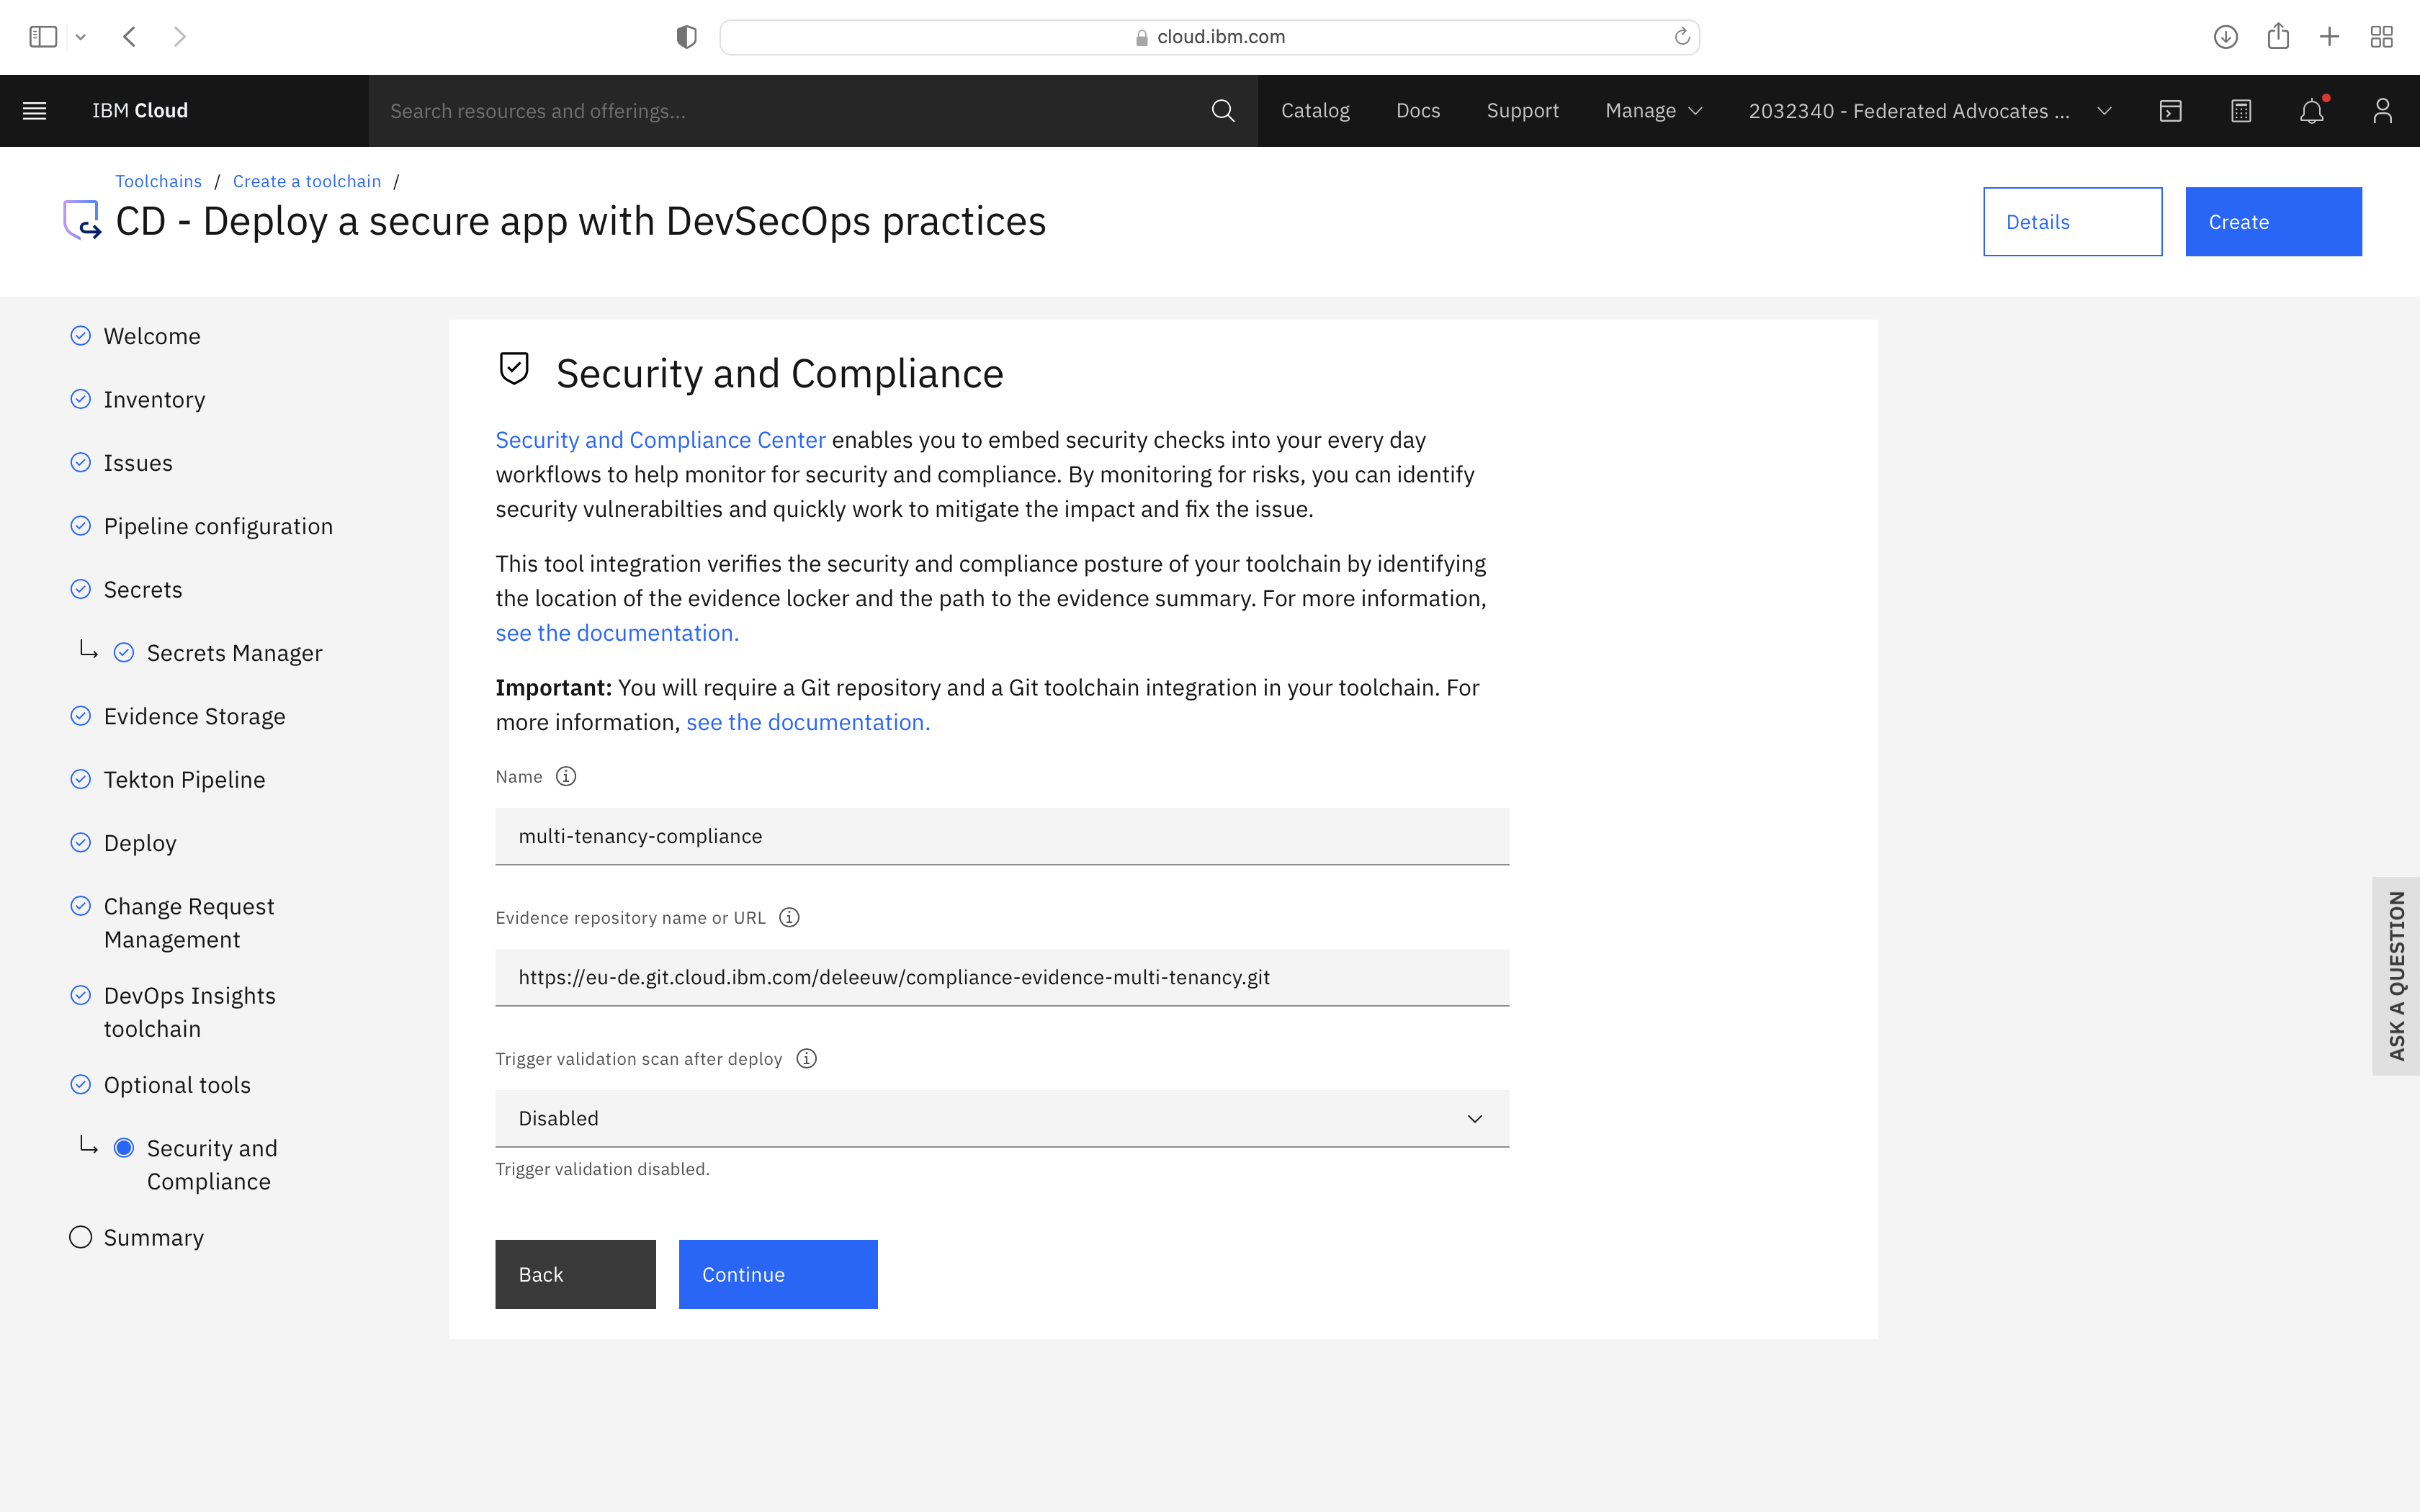 cloud.ibm.com
IBM Cloud
Search resources and offerings...
Catalog
Docs
Support
Manage
2032340 - Federated Advocates ...
Toolchains / Create a toolchain /
CD - Deploy a secure app with DevSecOps practices
Details
Create
Welcome
Inventory
Issues
Pipeline configuration
Secrets
Secrets Manager
Evidence Storage
Tekton Pipeline
Deploy
Change Request
Management
DevOps Insights
toolchain
Optional tools
Security and
Compliance
Summary
Security and Compliance
Security and Compliance Center enables you to embed security checks into your every day
workflows to help monitor for security and compliance. By monitoring for risks, you can identify
security vulnerabilties and quickly work to mitigate the impact and fix the issue.
This tool integration verifies the security and compliance posture of your toolchain by identifying
the location of the evidence locker and the path to the evidence summary. For more information,
see the documentation.
Important: You will require a Git repository and a Git toolchain integration in your toolchain. For
more information, see the documentation.
Name
multi-tenancy-compliance
Evidence repository name or URL
https://eu-de.git.cloud.ibm.com/deleeuw/compliance-evidence-multi-tenancy.git
Trigger validation scan after deploy
Disabled
Trigger validation disabled.
Back
Continue
ASK A QUESTION